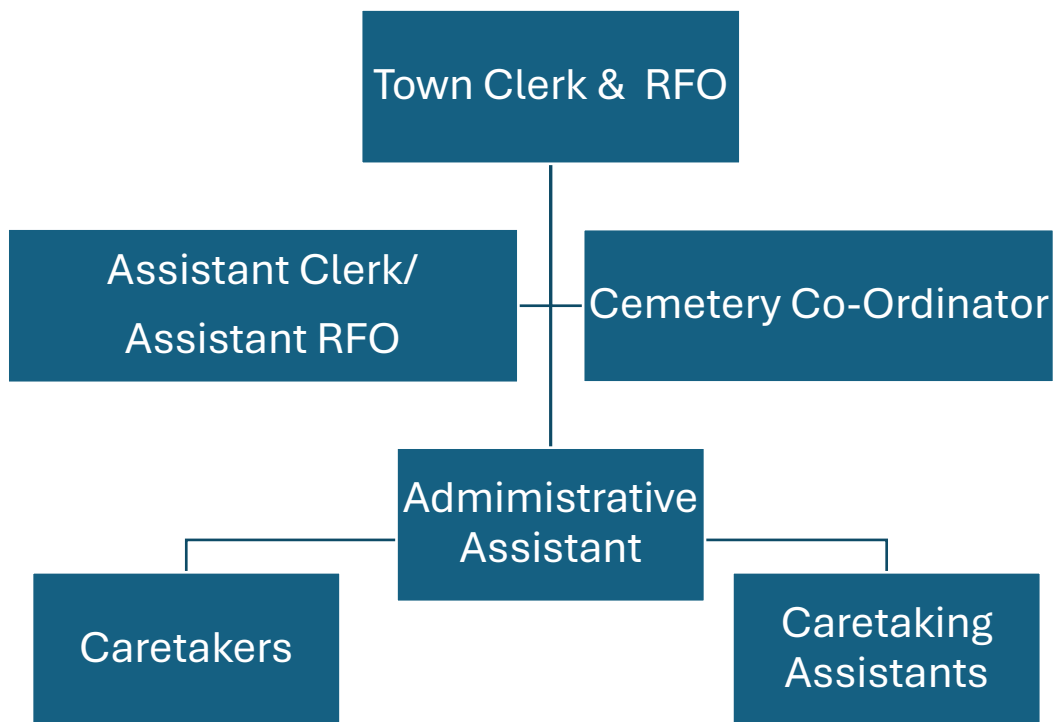 Town Clerk &  RFO
Assistant Clerk/
Assistant RFO
Cemetery Co-Ordinator
Admimistrative
Assistant
Caretakers
Caretaking
Assistants